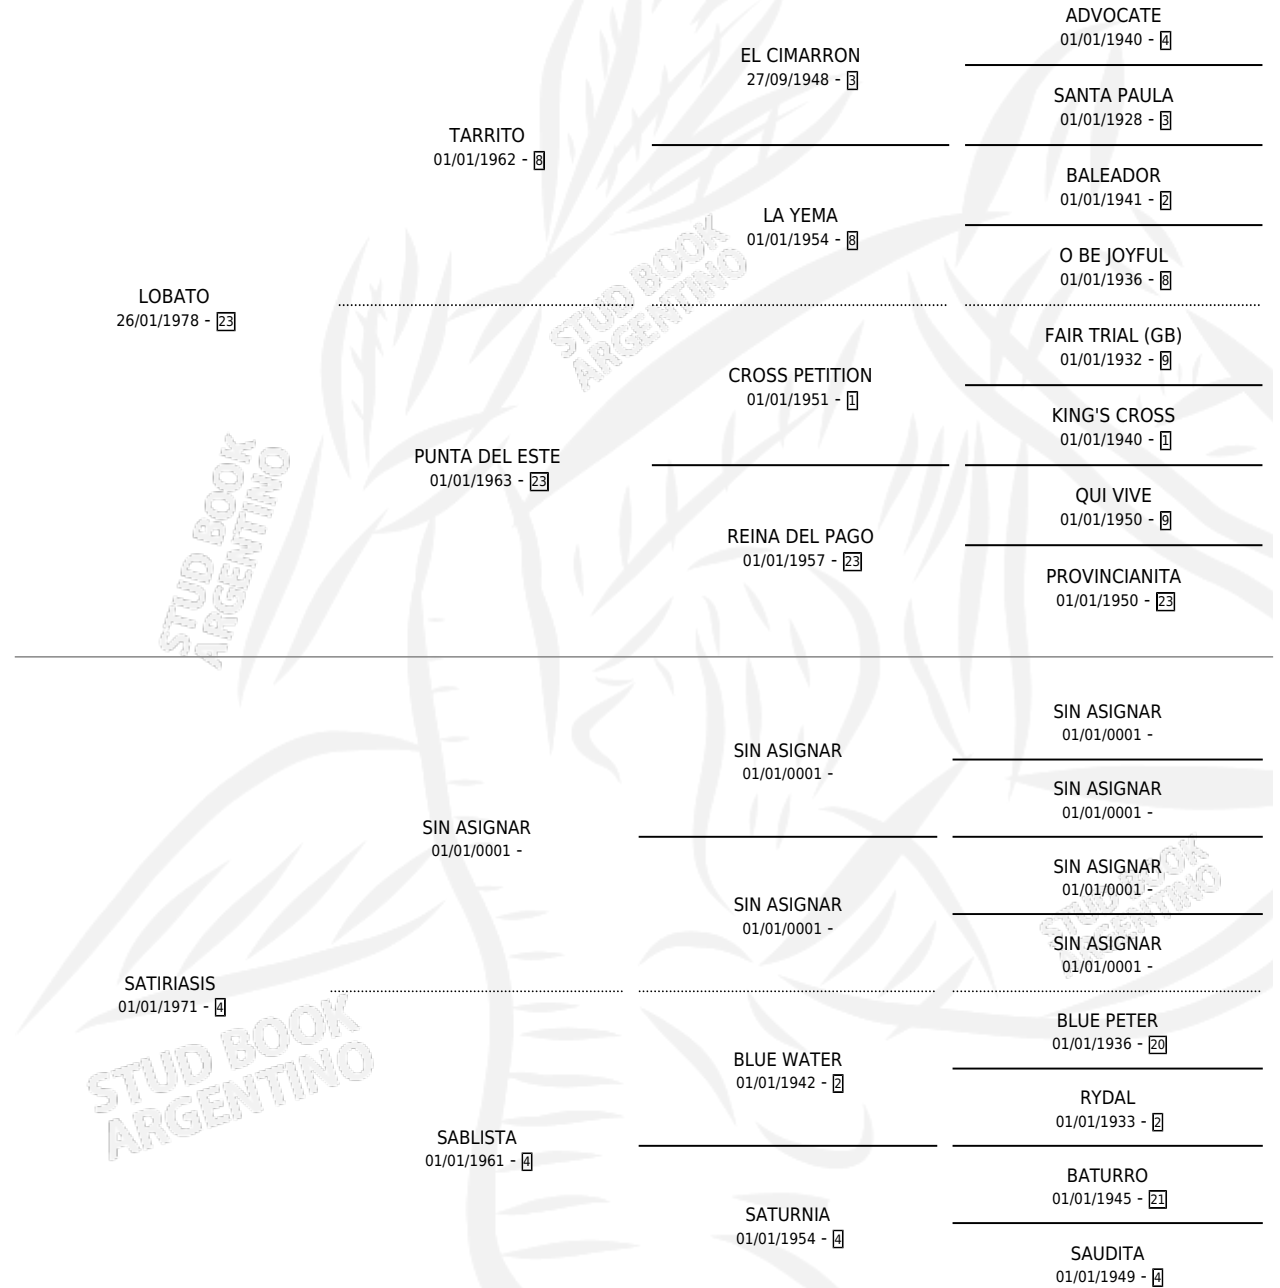 ADVOCATE
01/01/1940 - 4
EL CIMARRON
27/09/1948 - 3
SANTA PAULA
01/01/1928 - 3
TARRITO
01/01/1962 - 8
BALEADOR
01/01/1941 - 2
LA YEMA
01/01/1954 - 8
O BE JOYFUL
01/01/1936 - 8
LOBATO
26/01/1978 - 23
STUD BOOK
ARGENTINO
FAIR TRIAL (GB)
01/01/1932 - 9
CROSS PETITION
01/01/1951 - 1
KING'S CROSS
01/01/1940 - 1
PUNTA DEL ESTE
01/01/1963 - 23
QUI VIVE
01/01/1950 - 9
REINA DEL PAGO
01/01/1957 - 23
PROVINCIANITA
01/01/1950 - 23
STUD BOOK
ARGENTINO
SIN ASIGNAR
01/01/0001 -
SIN ASIGNAR
01/01/0001 -
SIN ASIGNAR
01/01/0001 -
SIN ASIGNAR
01/01/0001 -
SIN ASIGNAR
01/01/0001 -
SIN ASIGNAR
01/01/0001 -
SIN ASIGNAR
01/01/0001 -
STUD BOOK
ARGENTINO
SATIRIASIS
01/01/1971 - 4
BLUE PETER
01/01/1936 - 20
BLUE WATER
01/01/1942 - 2
RYDAL
01/01/1933 - 2
STUD BOOK
ARGENTINO
SABLISTA
01/01/1961 - 4
BATURRO
01/01/1945 - 21
SATURNIA
01/01/1954 - 4
SAUDITA
01/01/1949 - 4